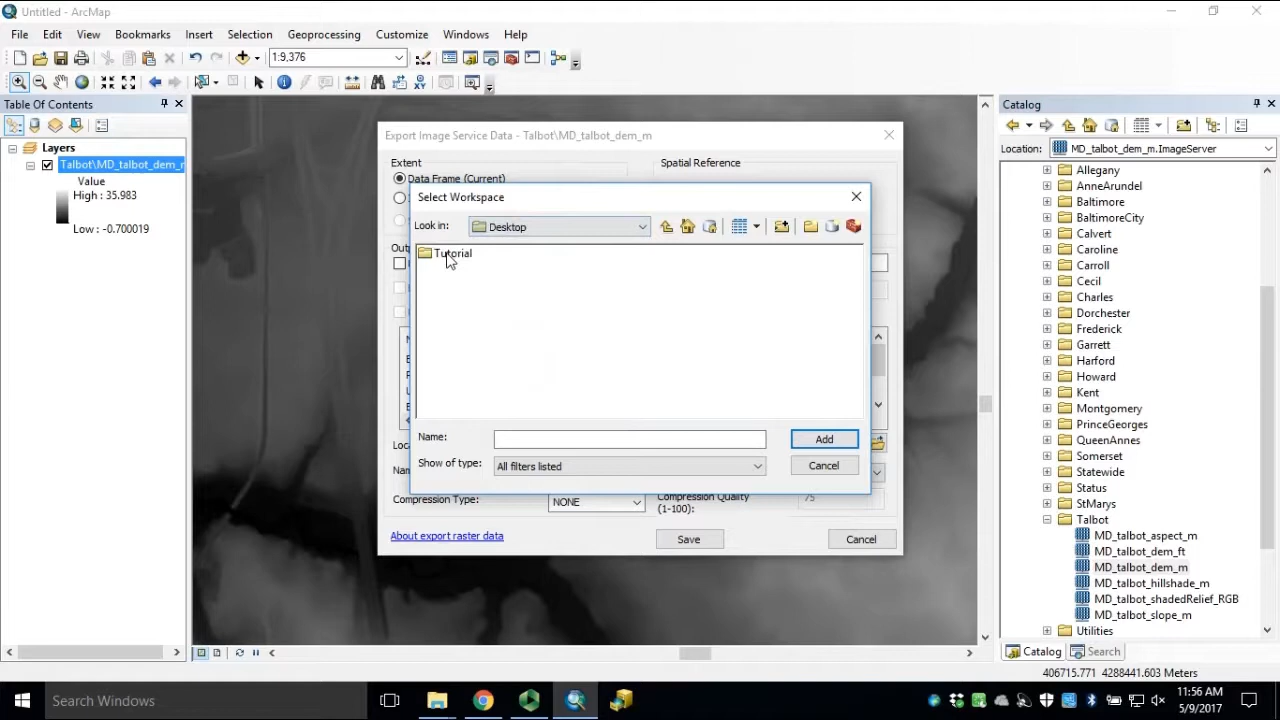 Untitled - ArcMap
File Edit View Bookmarks Insert Selection Geoprocessing Customize Windows Help
1:9,376
Table Of Contents
Layers
Talbot\MD_talbot_dem_m
Value
High : 35.983
Low : -0.700019
Export Image Service Data - Talbot\MD_talbot_dem_m
Extent
Spatial Reference
Data Frame (Current)
Select Workspace
Look in: Desktop
Tutorial
Name:
Add
Show of type: All filters listed
Cancel
Compression Type: NONE
Compression Quality
(1-100): 75
About export raster data
Save
Cancel
Catalog
Location: MD_talbot_dem_m.ImageServer
Allegany
AnneArundel
Baltimore
BaltimoreCity
Calvert
Caroline
Carroll
Cecil
Charles
Dorchester
Frederick
Garrett
Harford
Howard
Kent
Montgomery
PrinceGeorges
QueenAnnes
Somerset
Statewide
Status
StMarys
Talbot
MD_talbot_aspect_m
MD_talbot_dem_ft
MD_talbot_dem_m
MD_talbot_hillshade_m
MD_talbot_shadedRelief_RGB
MD_talbot_slope_m
Utilities
Catalog Search
406715.771 4288441.603 Meters
Search Windows
11:56 AM
5/9/2017